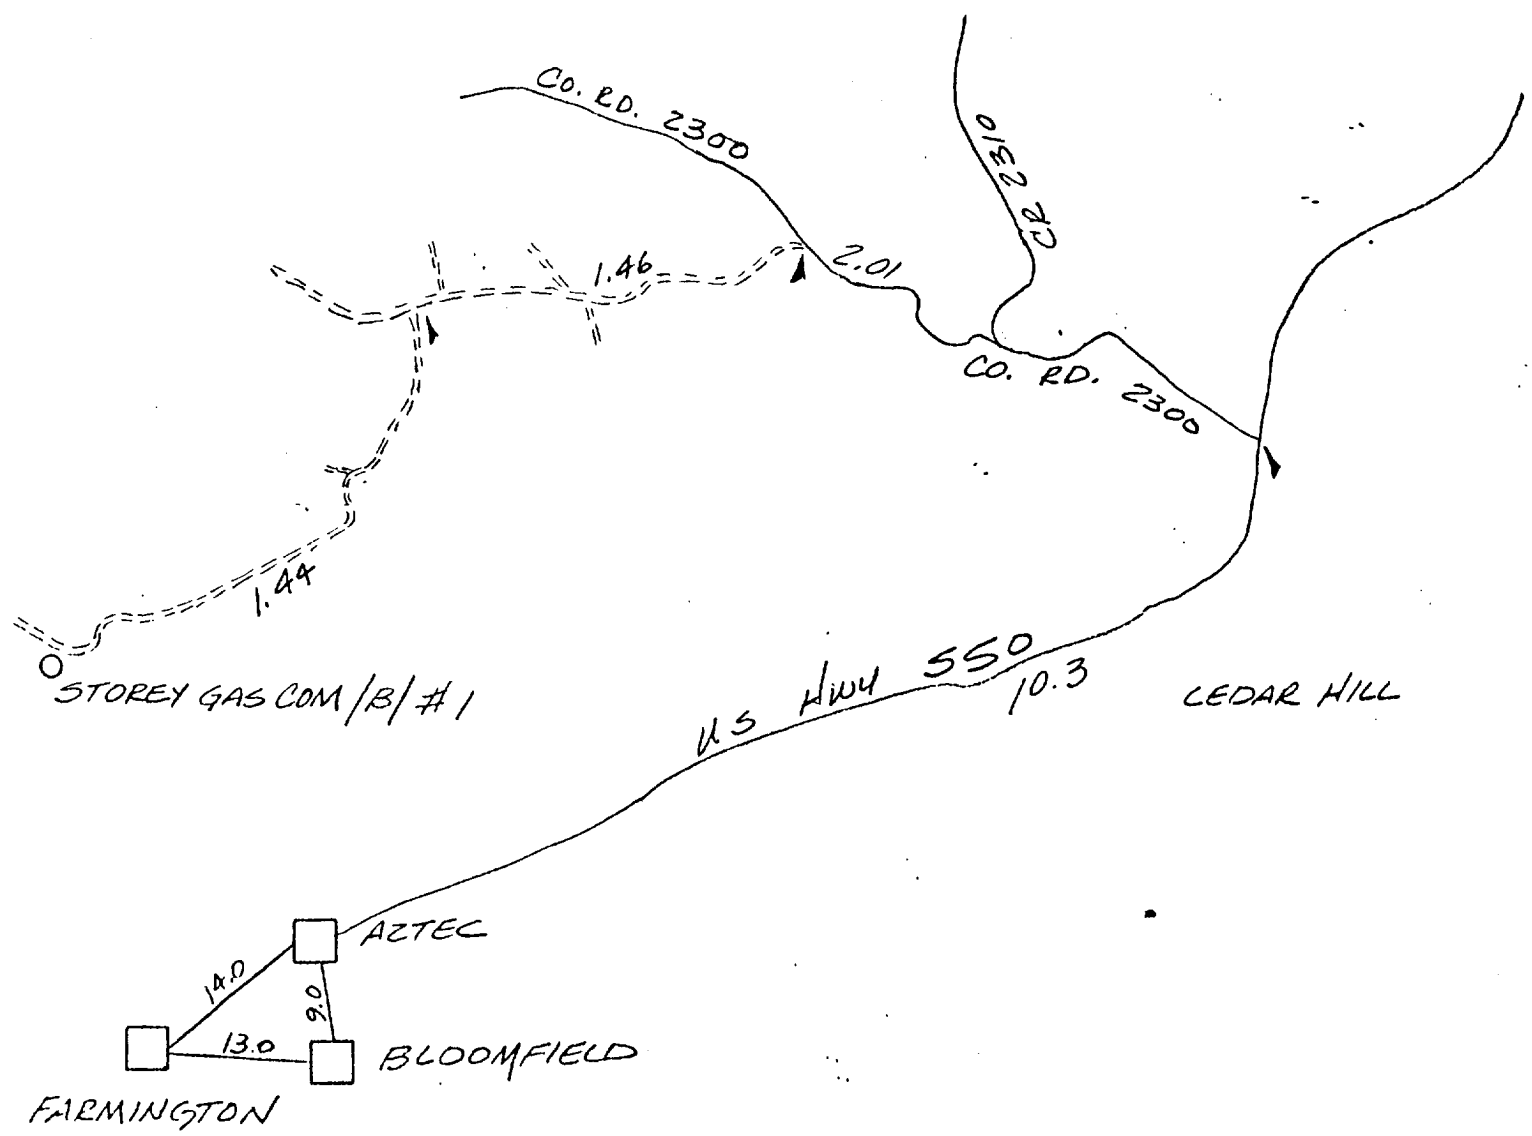 CO. RD. 2300
CR 2310
1.46
2.01
CO. RD. 2300
1.44
STOREY GAS COM /B/ #1
US HWY 550
10.3
CEDAR HILL
AZTEC
14.0
9.0
13.0
BLOOMFIELD
FARMINGTON